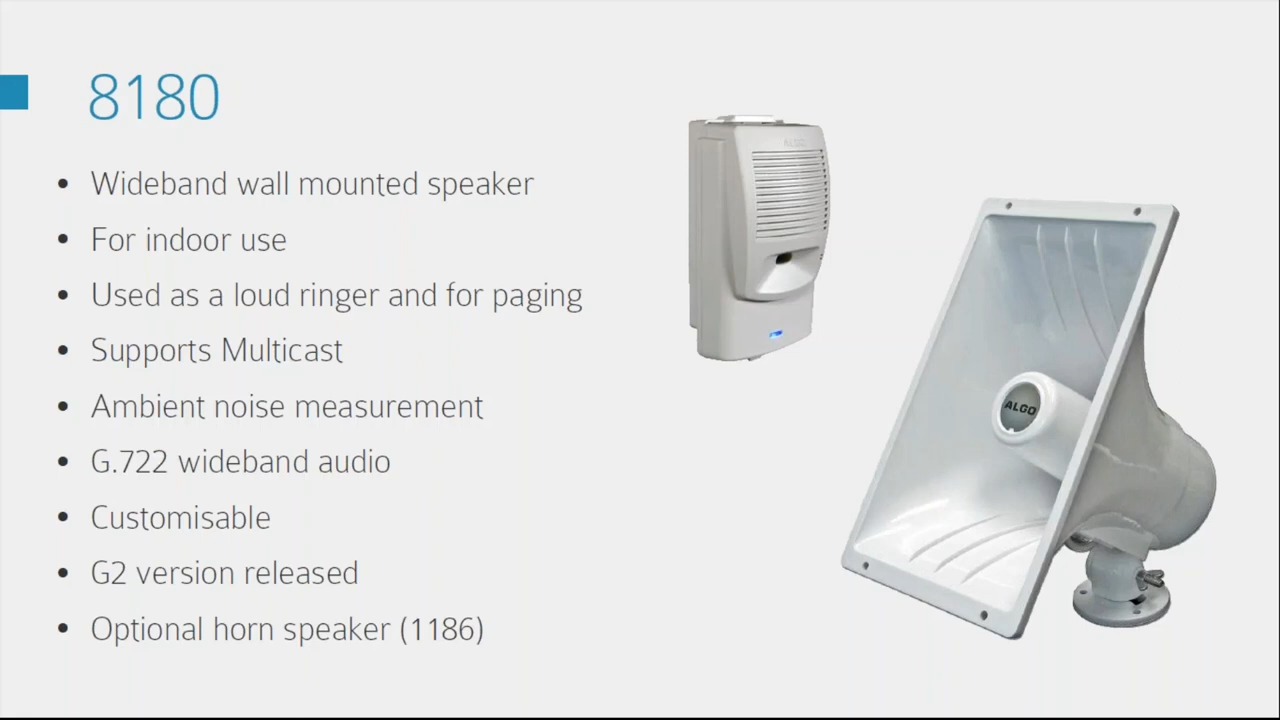 8180
• Wideband wall mounted speaker
• For indoor use
• Used as a loud ringer and for paging
• Supports Multicast
• Ambient noise measurement
• G.722 wideband audio
• Customisable
• G2 version released
• Optional horn speaker (1186)
ALGO
ALGO